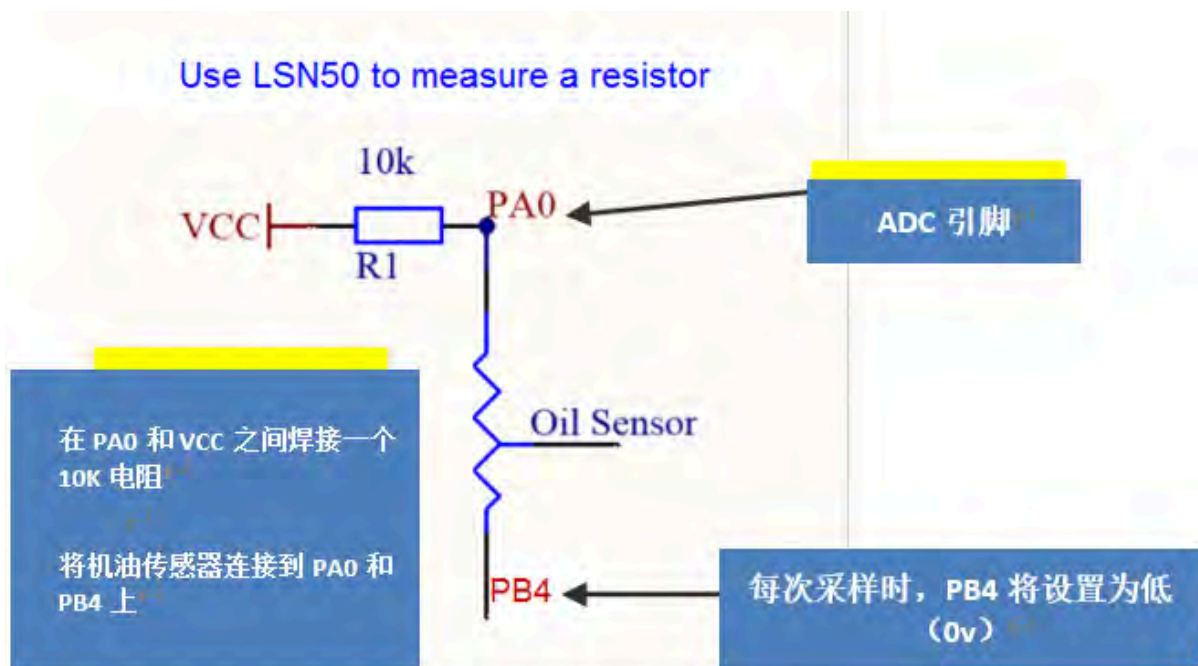 Use LSN50 to measure a resistor
10k
PA0
VCC
R1
ADC 引脚
Oil Sensor
在 PA0 和 VCC 之间焊接一个
10K 电阻
将机油传感器连接到 PA0 和
PB4 上
PB4
每次采样时，PB4 将设置为低
（0v）